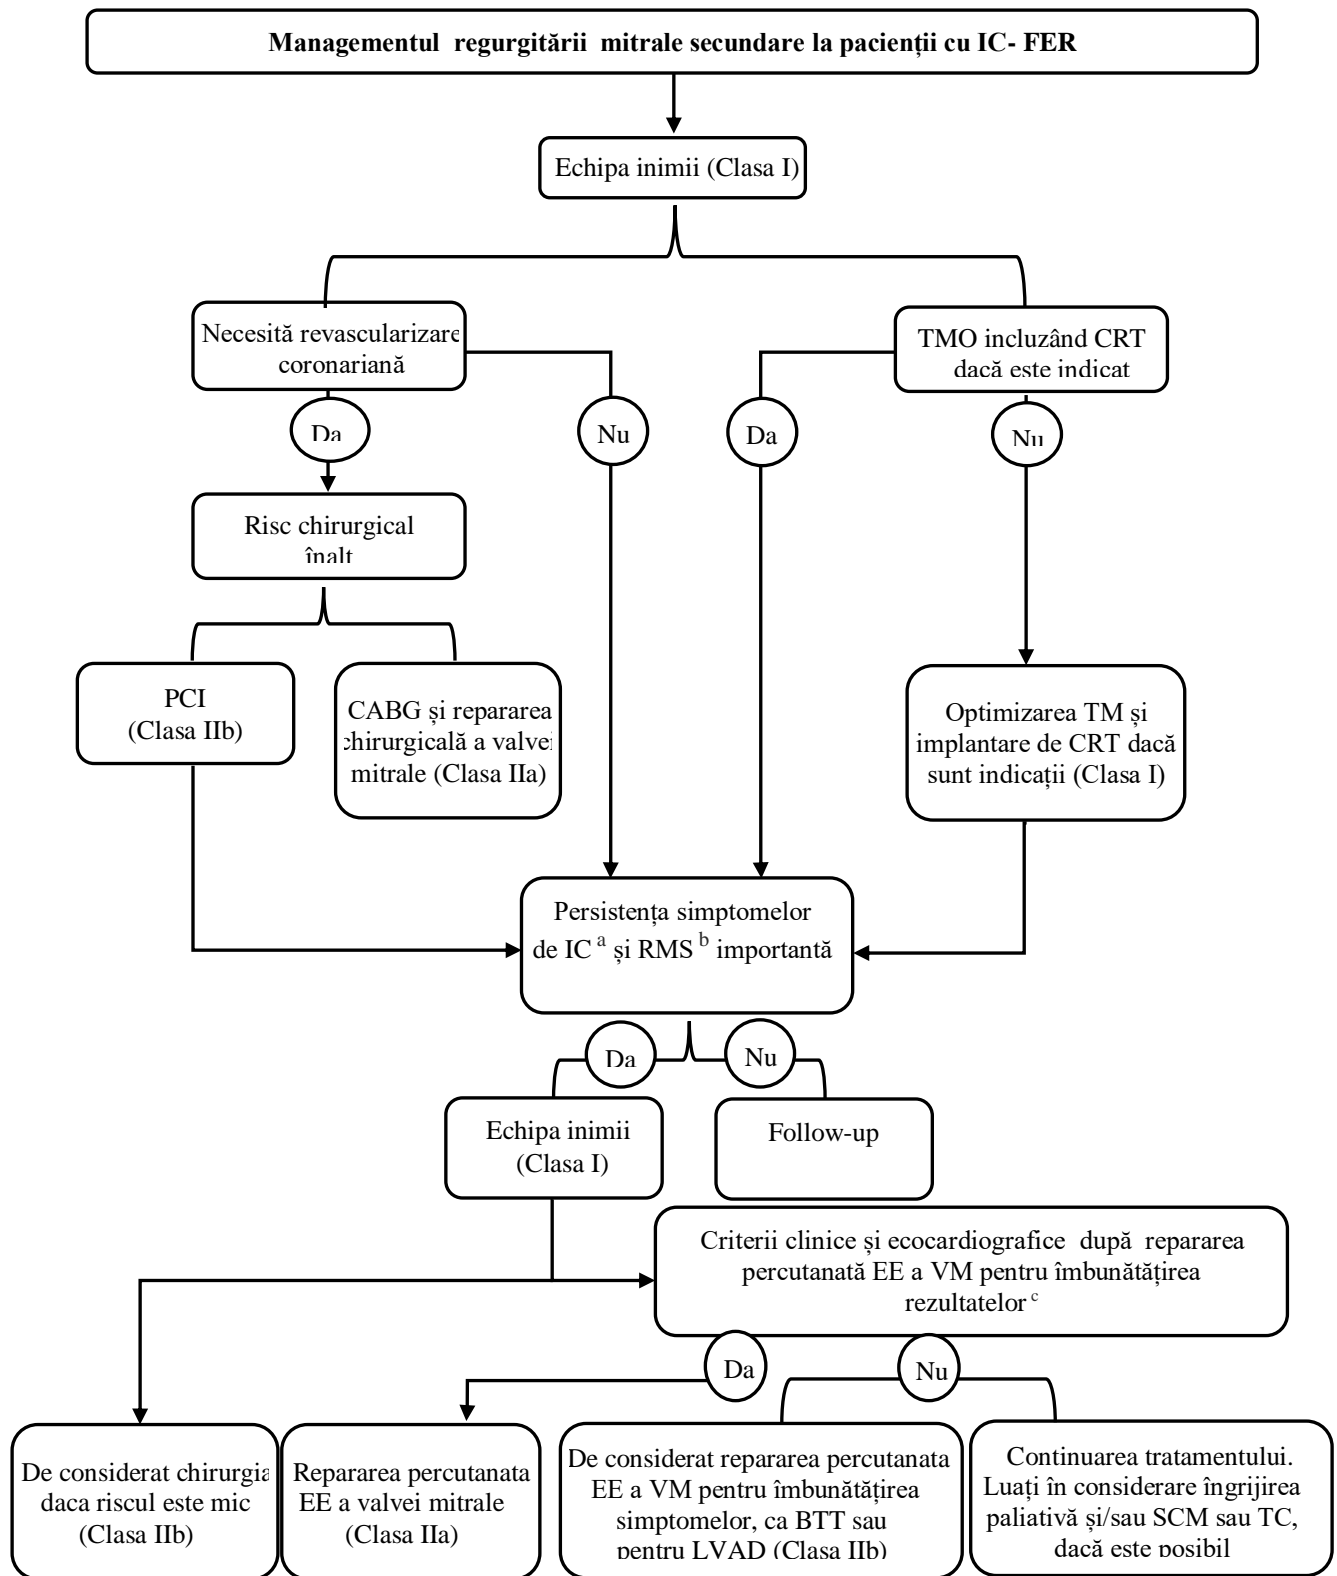 Managementul regurgitării mitrale secundare la pacienții cu IC- FER
Echipa inimii (Clasa I)
Necesită revascularizare
coronariană
TMO incluzând CRT
dacă este indicat
Da
Nu
Da
Nu
Risc chirurgical
înalt
PCI
(Clasa IIb)
CABG și repararea
chirurgicală a valvei
mitrale (Clasa IIa)
Optimizarea TM și
implantare de CRT dacă
sunt indicații (Clasa I)
Persistența simptomelor
de IC a și RMS b importantă
Da
Nu
Echipa inimii
(Clasa I)
Follow-up
Criterii clinice și ecocardiografice după repararea
percutanată EE a VM pentru îmbunătățirea
rezultatelor c
Da
Nu
De considerat chirurgia
daca riscul este mic
(Clasa IIb)
Repararea percutanata
EE a valvei mitrale
(Clasa IIa)
De considerat repararea percutanata
EE a VM pentru îmbunătățirea
simptomelor, ca BTT sau
pentru LVAD (Clasa IIb)
Continuarea tratamentului.
Luați în considerare îngrijirea
paliativă și/sau SCM sau TC,
dacă este posibil